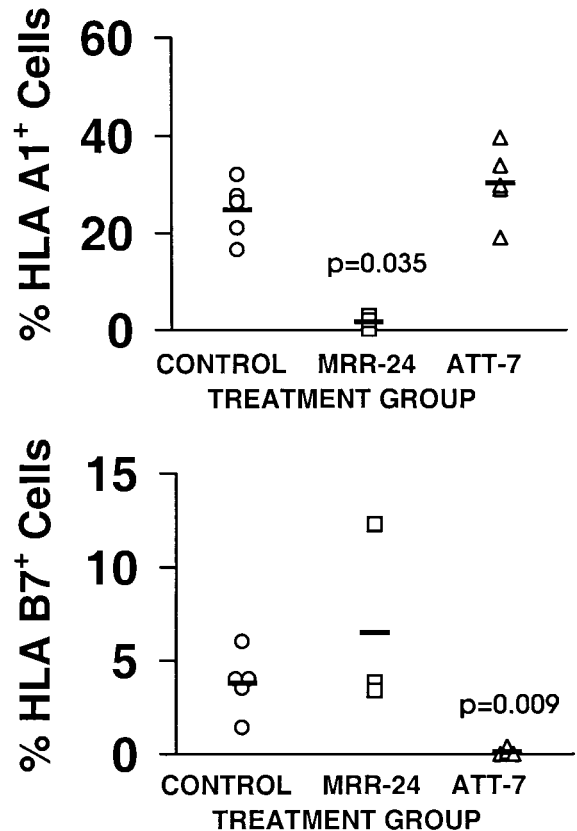 % HLA A1+ Cells
60
40
20
0
p=0.035
CONTROL MRR-24 ATT-7
TREATMENT GROUP
% HLA B7+ Cells
15
10
5
0
p=0.009
CONTROL MRR-24 ATT-7
TREATMENT GROUP